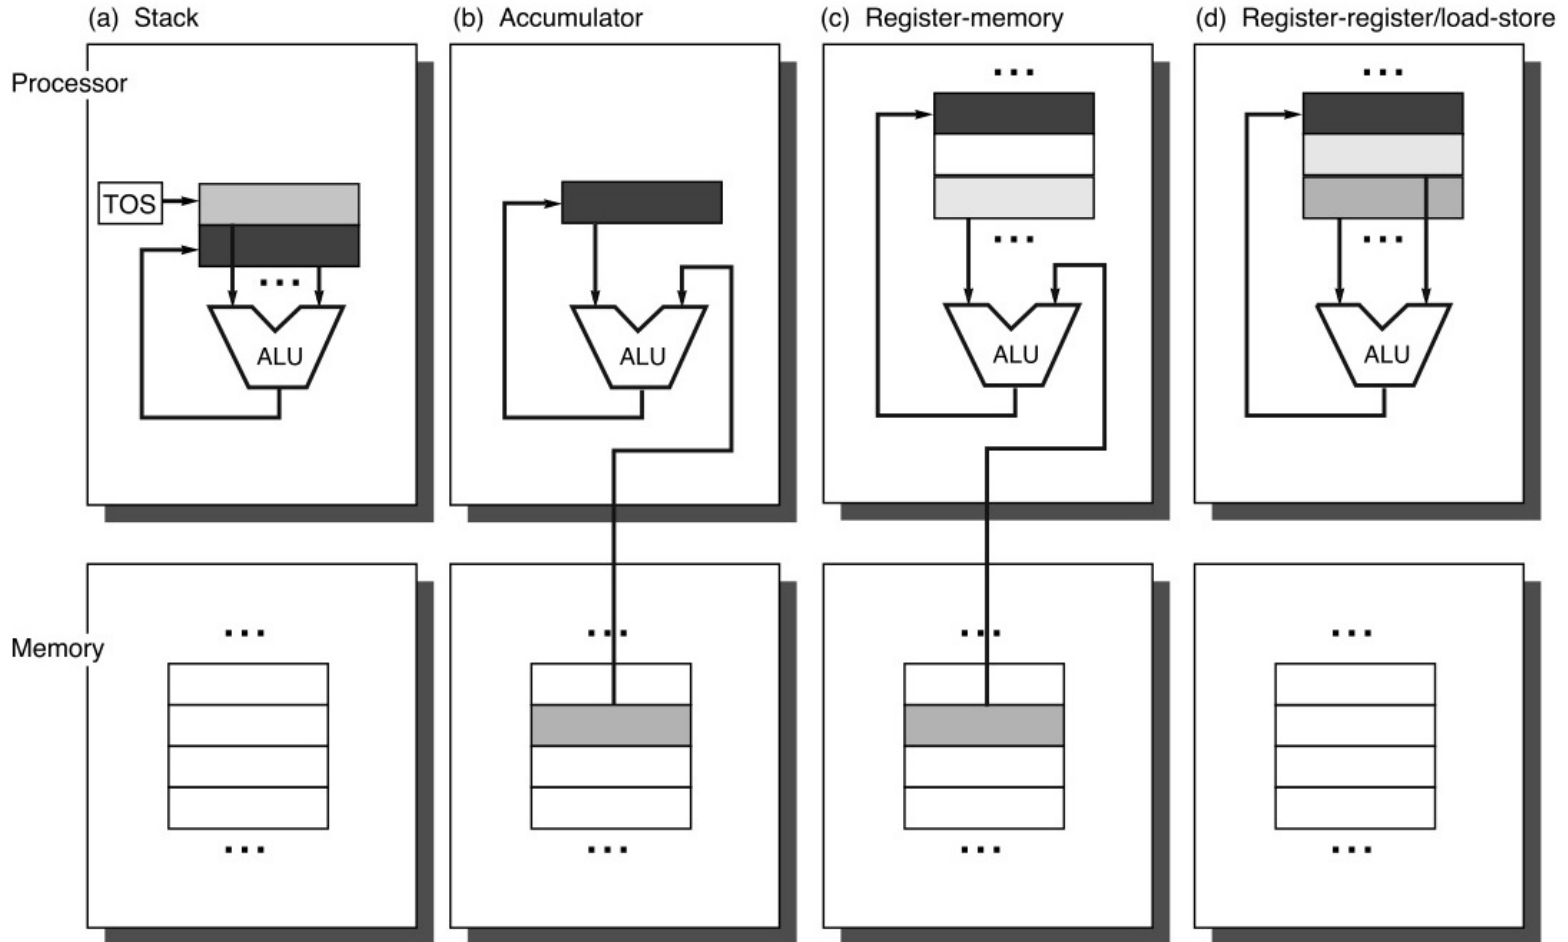 (a) Stack
(b) Accumulator
(c) Register-memory
(d) Register-register/load-store
Processor
...
...
TOS
...
...
...
ALU
ALU
ALU
ALU
Memory
...
...
...
...
...
...
...
...